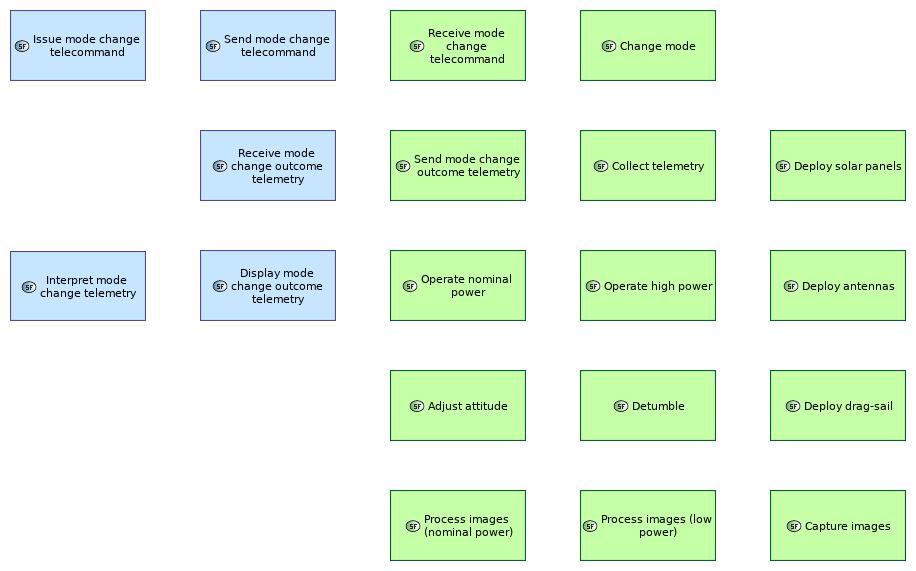 SF Issue mode change
telecommand
SF Send mode change
telecommand
SF Receive mode
change
telecommand
SF Change mode
SF Receive mode
change outcome
telemetry
SF Send mode change
outcome telemetry
SF Collect telemetry
SF Deploy solar panels
SF Interpret mode
change telemetry
SF Display mode
change outcome
telemetry
SF Operate nominal
power
SF Operate high power
SF Deploy antennas
SF Adjust attitude
SF Detumble
SF Deploy drag-sail
SF Process images
(nominal power)
SF Process images (low
power)
SF Capture images